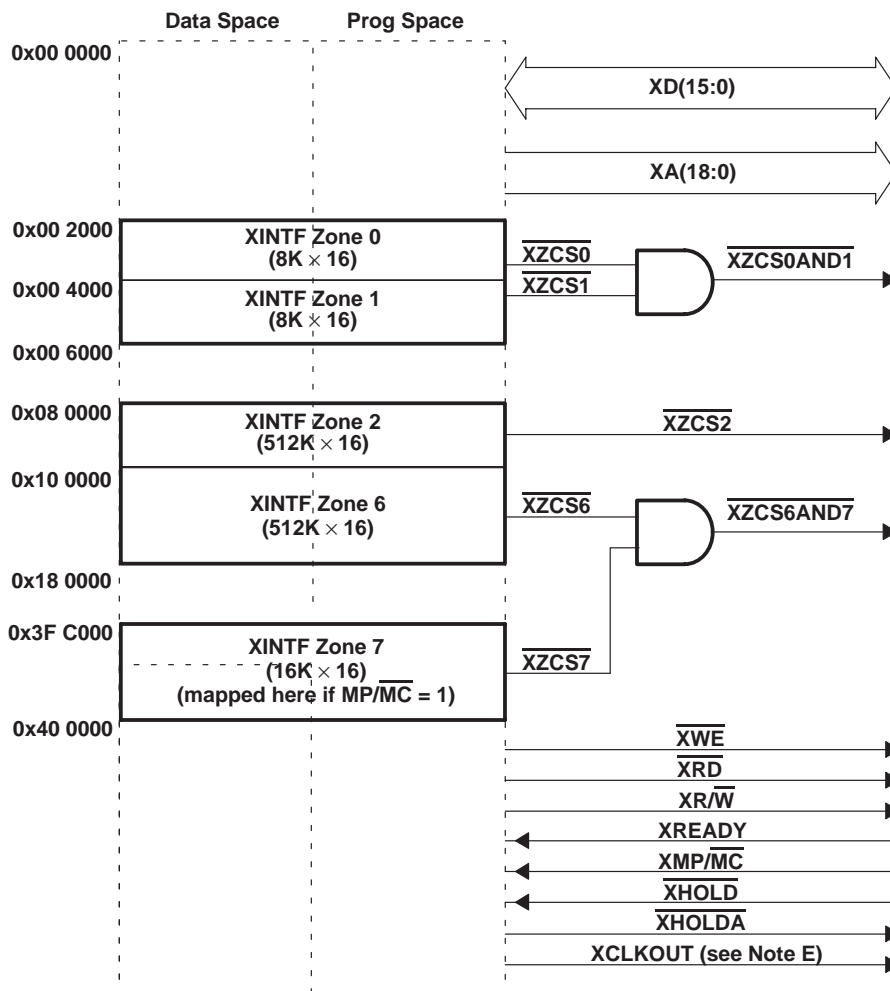 Data Space Prog Space
0x00 0000
XD(15:0)
XA(18:0)
0x00 2000
XINTF Zone 0
(8K × 16)
XZCS0
XZCS0AND1
0x00 4000
XZCS1
XINTF Zone 1
(8K × 16)
0x00 6000
0x08 0000
XINTF Zone 2
(512K × 16)
XZCS2
0x10 0000
XINTF Zone 6
(512K × 16)
XZCS6
XZCS6AND7
0x18 0000
0x3F C000
XINTF Zone 7
(16K × 16)
(mapped here if MP/MC = 1)
XZCS7
0x40 0000
XWE
XRD
XR/W
XREADY
XMP/MC
XHOLD
XHOLDA
XCLKOUT (see Note E)